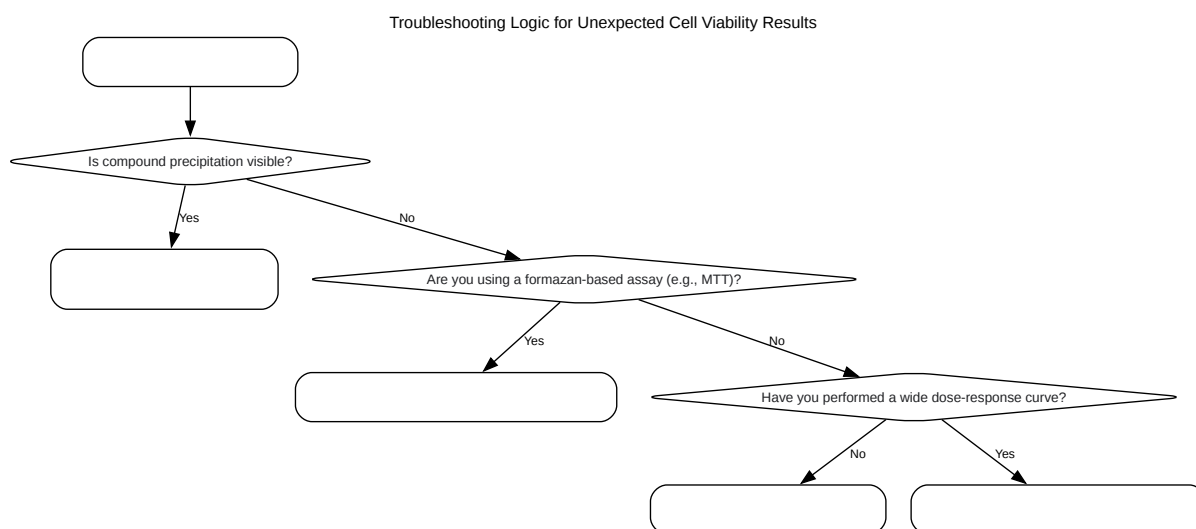 Troubleshooting Logic for Unexpected Cell Viability Results
Is compound precipitation visible?
Yes
No
Are you using a formazan-based assay (e.g., MTT)?
Yes
No
Have you performed a wide dose-response curve?
No
Yes